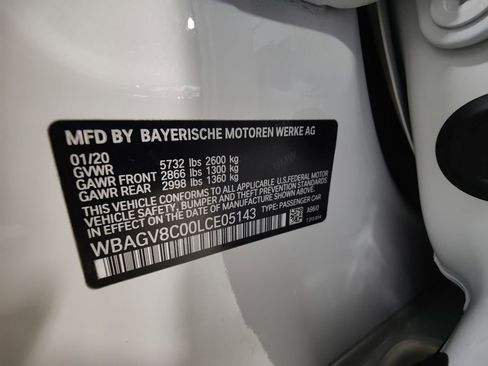 MFD BY BAYERISCHE MOTOREN WERKE AG
01/20
GVWR 5732 lbs 2600 kg
GAWR FRONT 2866 lbs 1300 kg
GAWR REAR 2998 lbs 1360 kg
THIS VEHICLE CONFORMS TO ALL APPLICABLE U.S.FEDERAL MOTOR
VEHICLE SAFETY, BUMPER AND THEFT PREVENTION STANDARDS
IN EFFECT ON THE DATE OF MANUFACTURE SHOWN ABOVE.
WBAGV8C00LCE05143 TYPE: PASSENGER CAR
A96/0